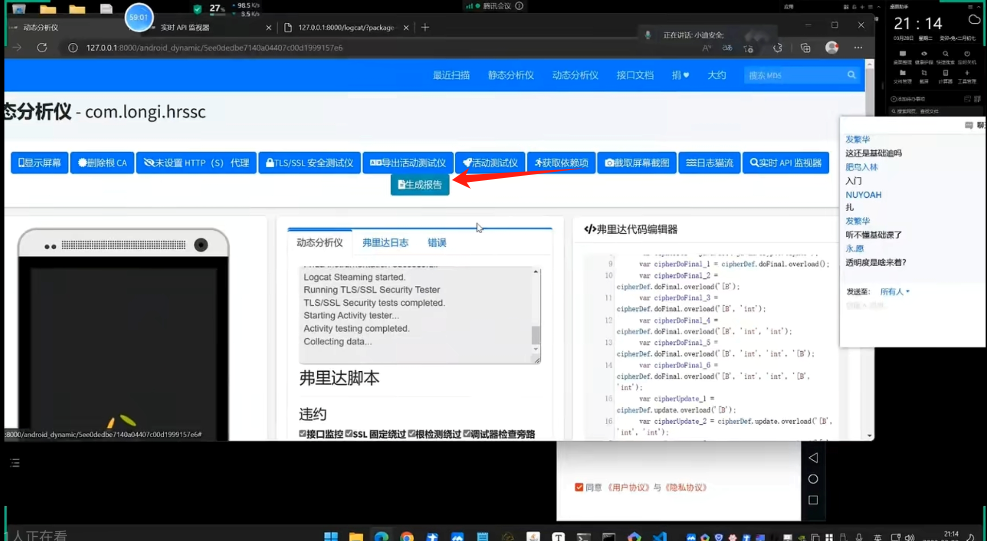 59:01
27%
98.5 K/s
3.5 K/s
腾讯会议
动态分析仪
实时 API 监视器
127.0.0.1:8000/logcat/?package
正在讲话: 小迪安全;
127.0.0.1:8000/android_dynamic/5ee0dedbe7140a04407c00d1999157e6
最近扫描 静态分析仪 动态分析仪 接口文档 捐♥ 大约 搜索 MD5
态分析仪 - com.longi.hrssc
显示屏幕 删除根 CA 未设置 HTTP（S）代理 TLS/SSL 安全测试仪 导出活动测试仪 活动测试仪 获取依赖项 截取屏幕截图 日志猫流 实时 API 监视器
生成报告
动态分析仪 弗里达日志 错误
Logcat Steaming started.
Running TLS/SSL Security Tester
TLS/SSL Security tests completed.
Starting Activity tester...
Activity testing completed.
Collecting data...
弗里达脚本
违约
接口监控 SSL 固定绕过 根检测绕过 调试器检查旁路
弗里达代码编辑器
9 var cipherDoFinal_1 = cipherDef.doFinal.overload();
10 var cipherDoFinal_2 =
cipherDef.doFinal.overload('[B');
11 var cipherDoFinal_3 =
cipherDef.doFinal.overload('[B', 'int');
12 var cipherDoFinal_4 =
cipherDef.doFinal.overload('[B', 'int', 'int');
13 var cipherDoFinal_5 =
cipherDef.doFinal.overload('[B', 'int', 'int', '[B');
14 var cipherDoFinal_6 =
cipherDef.doFinal.overload('[B', 'int', 'int', '[B',
'int');
15 var cipherUpdate_1 =
cipherDef.update.overload('[B');
16 var cipherUpdate_2 = cipherDef.update.overload('[B',
'int', 'int');
:8000/android_dynamic/5ee0dedbe7140a04407c00d1999157e6#
同意 《用户协议》 与 《隐私协议》
21:14
发繁华
这还是基础迪吗
肥鸟入林
入门
NUYOAH
扎
发繁华
听不懂基础课了
永.愿
透明度是啥来着?
发送至: 所有人
人正在看
21:14